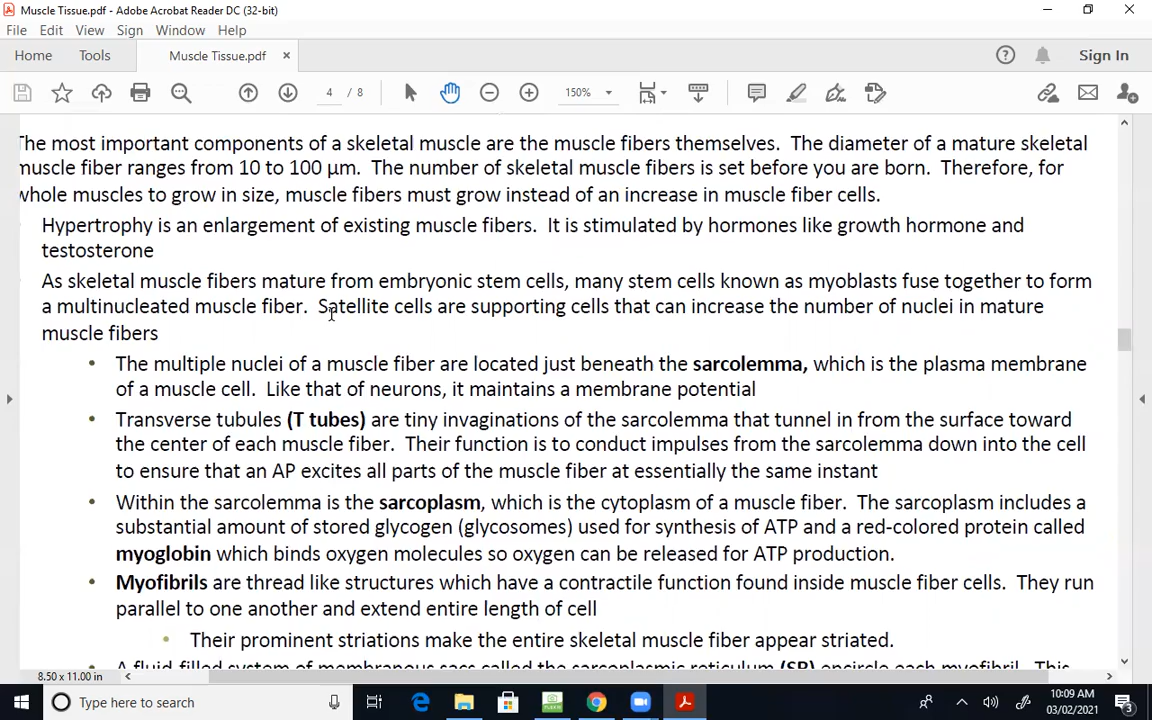 Muscle Tissue.pdf - Adobe Acrobat Reader DC (32-bit)
File Edit View Sign Window Help
Home Tools Muscle Tissue.pdf × Sign In
4 / 8 150%
The most important components of a skeletal muscle are the muscle fibers themselves. The diameter of a mature skeletal
muscle fiber ranges from 10 to 100 µm. The number of skeletal muscle fibers is set before you are born. Therefore, for
whole muscles to grow in size, muscle fibers must grow instead of an increase in muscle fiber cells.
Hypertrophy is an enlargement of existing muscle fibers. It is stimulated by hormones like growth hormone and
testosterone
As skeletal muscle fibers mature from embryonic stem cells, many stem cells known as myoblasts fuse together to form
a multinucleated muscle fiber. Satellite cells are supporting cells that can increase the number of nuclei in mature
muscle fibers
• The multiple nuclei of a muscle fiber are located just beneath the sarcolemma, which is the plasma membrane
of a muscle cell. Like that of neurons, it maintains a membrane potential
• Transverse tubules (T tubes) are tiny invaginations of the sarcolemma that tunnel in from the surface toward
the center of each muscle fiber. Their function is to conduct impulses from the sarcolemma down into the cell
to ensure that an AP excites all parts of the muscle fiber at essentially the same instant
• Within the sarcolemma is the sarcoplasm, which is the cytoplasm of a muscle fiber. The sarcoplasm includes a
substantial amount of stored glycogen (glycosomes) used for synthesis of ATP and a red-colored protein called
myoglobin which binds oxygen molecules so oxygen can be released for ATP production.
• Myofibrils are thread like structures which have a contractile function found inside muscle fiber cells. They run
parallel to one another and extend entire length of cell
• Their prominent striations make the entire skeletal muscle fiber appear striated.
• A fluid-filled system of membranous sacs called the sarcoplasmic reticulum (SR) encircle each myofibril. This
8.50 x 11.00 in
Type here to search
10:09 AM
03/02/2021
3